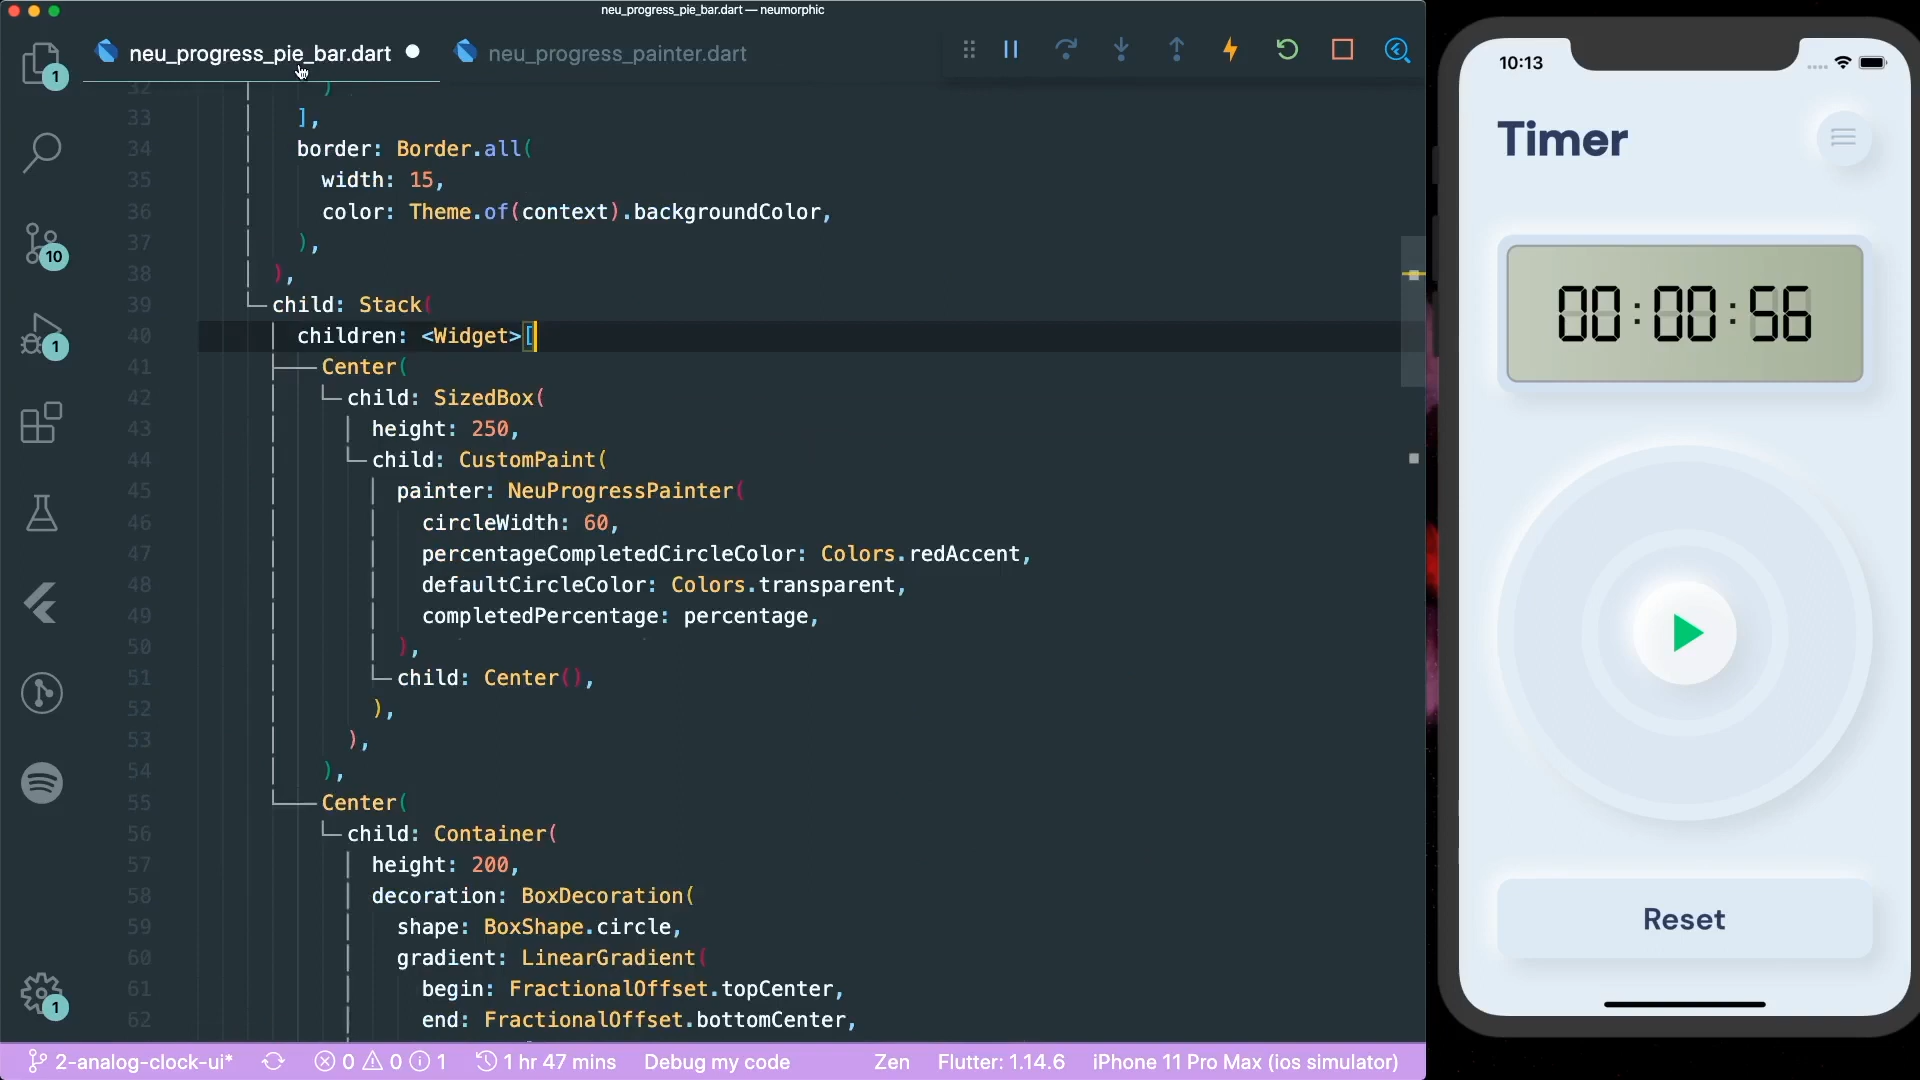 neu_progress_pie_bar.dart — neumorphic
neu_progress_pie_bar.dart
neu_progress_painter.dart
1
10
1
1
32 )
33 ],
34 border: Border.all(
35 width: 15,
36 color: Theme.of(context).backgroundColor,
37 ),
38 ),
39 child: Stack(
40 children: <Widget>[
41 Center(
42 child: SizedBox(
43 height: 250,
44 child: CustomPaint(
45 painter: NeuProgressPainter(
46 circleWidth: 60,
47 percentageCompletedCircleColor: Colors.redAccent,
48 defaultCircleColor: Colors.transparent,
49 completedPercentage: percentage,
50 ),
51 child: Center(),
52 ),
53 ),
54 ),
55 Center(
56 child: Container(
57 height: 200,
58 decoration: BoxDecoration(
59 shape: BoxShape.circle,
60 gradient: LinearGradient(
61 begin: FractionalOffset.topCenter,
62 end: FractionalOffset.bottomCenter,
2-analog-clock-ui* 0 0 1 1 hr 47 mins Debug my code Zen Flutter: 1.14.6 iPhone 11 Pro Max (ios simulator)
10:13
Timer
00:00:56
Reset